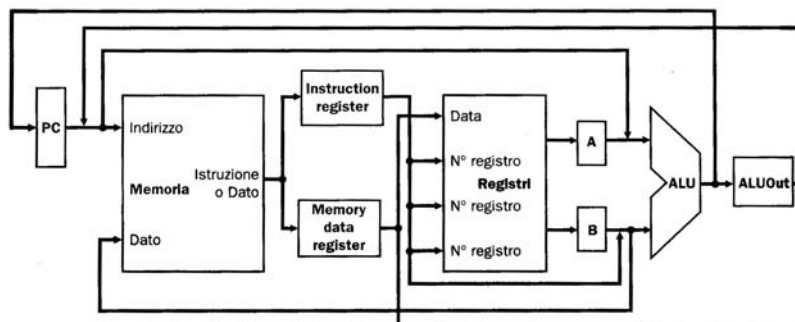 PC
Indirizzo
Memoria
Istruzione
o Dato
Dato
Instruction
register
Memory
data
register
Data
N° registro
Registri
N° registro
N° registro
A
B
ALU
ALUOut